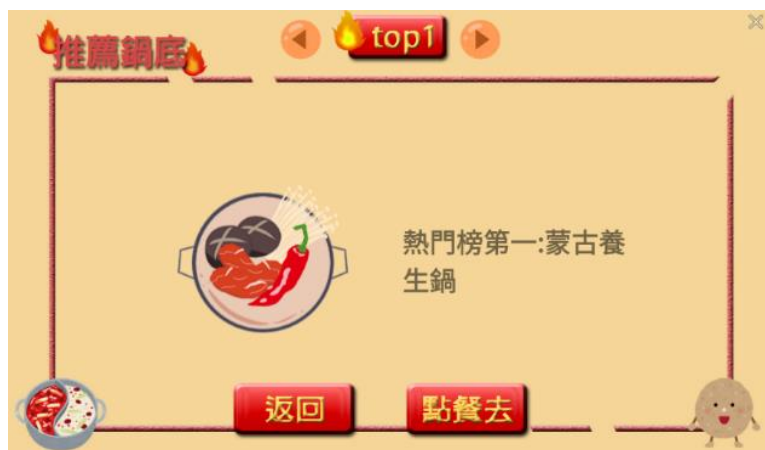 推薦鍋底
top1
熱門榜第一:蒙古養
生鍋
返回
點餐去